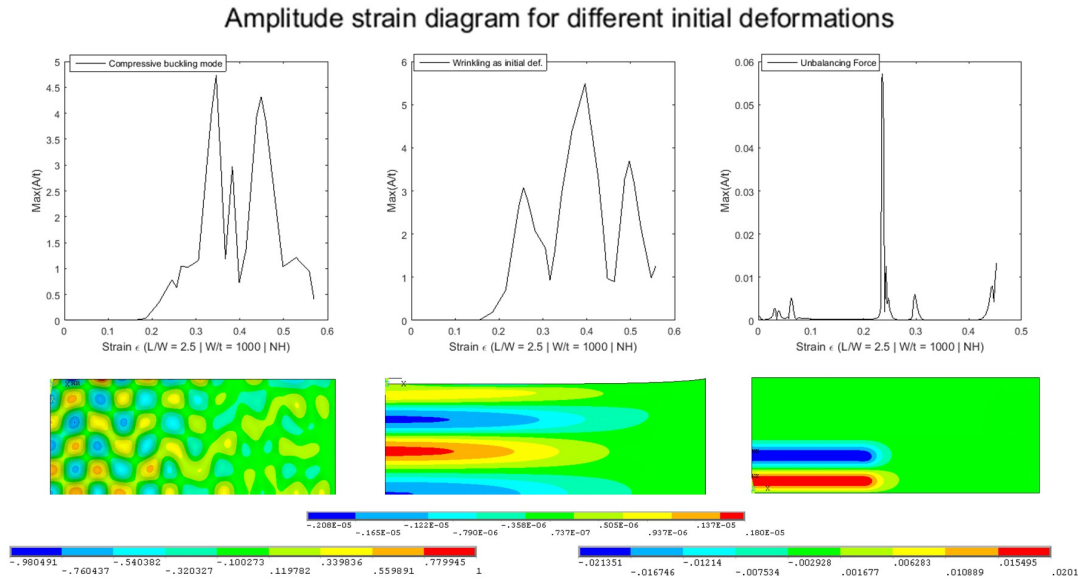 Amplitude strain diagram for different initial deformations
Compressive buckling mode
5
4.5
4
3.5
3
2.5
2
1.5
1
0.5
0
Max(A/t)
0 0.1 0.2 0.3 0.4 0.5 0.6
Strain ϵ (L/W = 2.5 | W/t = 1000 | NH)
Wrinkling as initial def.
6
5
4
3
2
1
0
Max(A/t)
0 0.1 0.2 0.3 0.4 0.5 0.6
Strain ϵ (L/W = 2.5 | W/t = 1000 | NH)
Unbalancing Force
0.06
0.05
0.04
0.03
0.02
0.01
0
Max(A/t)
0 0.1 0.2 0.3 0.4 0.5
Strain ϵ (L/W = 2.5 | W/t = 1000 | NH)
X
X
-.208E-05 -.122E-05 -.358E-06 .505E-06 .137E-05
-.165E-05 -.790E-06 .737E-07 .937E-06 .180E-05
-.980491 -.540382 -.100273 .339836 .779945
-.760437 -.320327 .119782 .559891 1
-.021351 -.01214 -.002928 .006283 .015495
-.016746 -.007534 .001677 .010889 .0201